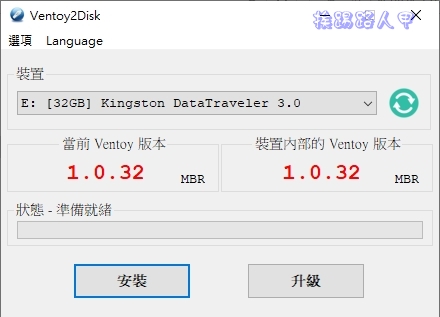 Ventoy2Disk
挨踢路人甲
選項 Language
裝置
E: [32GB] Kingston DataTraveler 3.0
當前 Ventoy 版本
1.0.32 MBR
裝置內部的 Ventoy 版本
1.0.32 MBR
狀態 - 準備就緒
安裝 升級